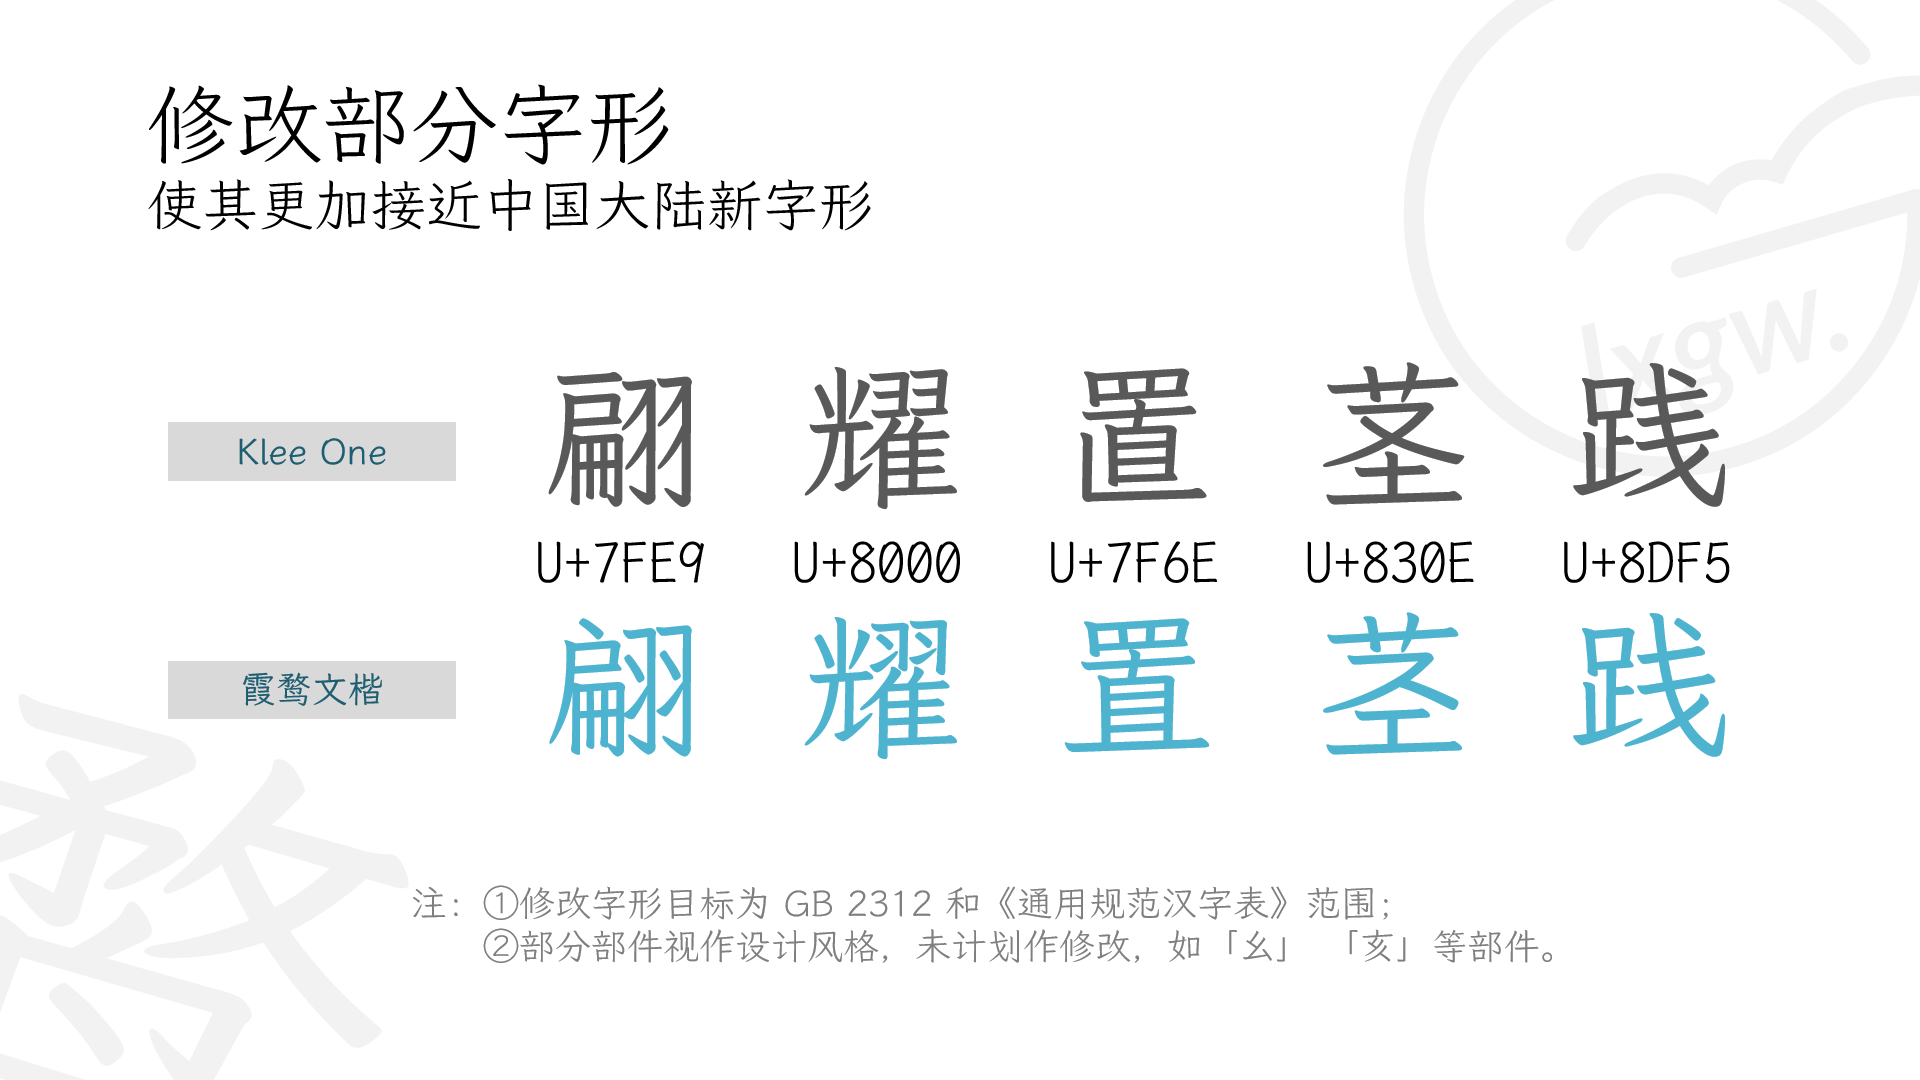 修改部分字形
使其更加接近中国大陆新字形
lxgw.
Klee One
翩 耀 置 茎 践
U+7FE9 U+8000 U+7F6E U+830E U+8DF5
霞鹜文楷
翩 耀 置 茎 践
鹜
注：①修改字形目标为 GB 2312 和《通用规范汉字表》范围；
②部分部件视作设计风格，未计划作修改，如「幺」「亥」等部件。